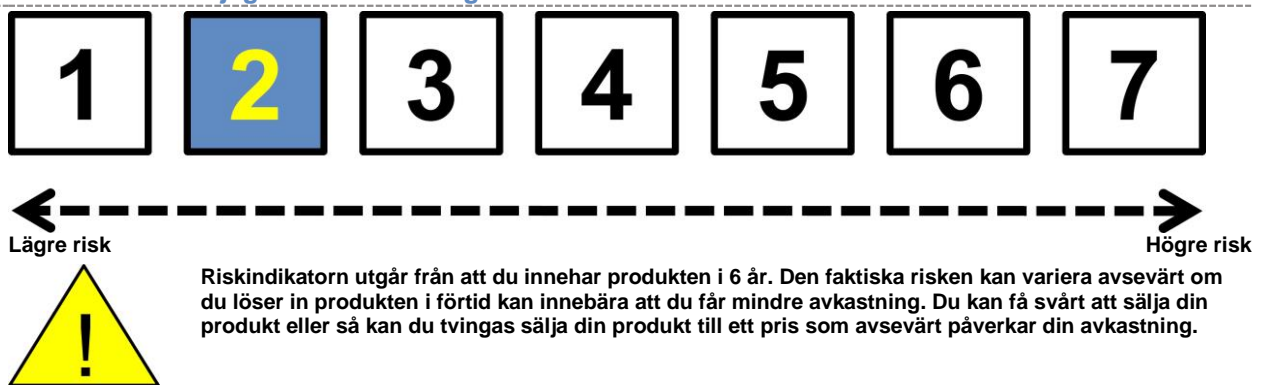 1 2 3 4 5 6 7
Lägre risk Högre risk
Riskindikatorn utgår från att du innehar produkten i 6 år. Den faktiska risken kan variera avsevärt om
du löser in produkten i förtid kan innebära att du får mindre avkastning. Du kan få svårt att sälja din
produkt eller så kan du tvingas sälja din produkt till ett pris som avsevärt påverkar din avkastning.
!